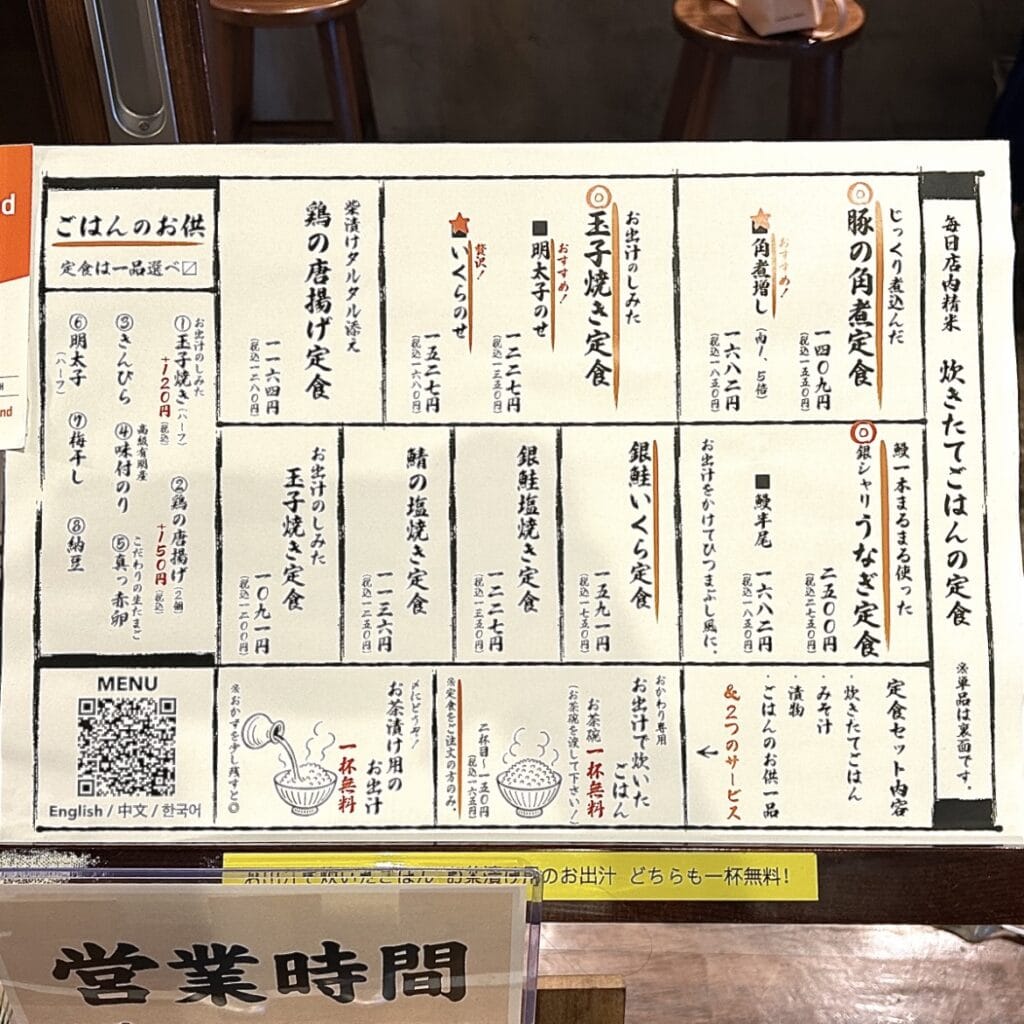 毎日店内精米
炊きたてごはんの定食
※単品は裏面です。
じっくり煮込んだ
豚の角煮定食
一四〇九円
(税込一五五〇円)
おすすめ!
角煮増し(肉1、5倍)
一六八二円
(税込一八五〇円)
お出汁のしみた
玉子焼き定食
おすすめ!
■明太子のせ
一二二七円
(税込一三五〇円)
贅沢!
いくらのせ
一五二七円
(税込一六八〇円)
柴漬けタルタル添え
鶏の唐揚げ定食
一一六四円
(税込一二八〇円)
鰻一本まるまる使った
銀シャリうなぎ定食
二五〇〇円
(税込二七五〇円)
■鰻半尾
一六八二円
(税込一八五〇円)
お出汁をかけてひつまぶし風に。
銀鮭いくら定食
一五九一円
(税込一七五〇円)
銀鮭塩焼き定食
一二二七円
(税込一三五〇円)
鯖の塩焼き定食
一一三六円
(税込一二五〇円)
お出汁のしみた
玉子焼き定食
一〇九一円
(税込一二〇〇円)
ごはんのお供
定食は一品選べ〼
お出汁のしみた
①玉子焼き(ハーフ)
+120円(税込)
②鶏の唐揚げ(2個)
+150円(税込)
③きんぴら
高級有明産
④味付のり
こだわりの生たまご
⑤真っ赤卵
⑥明太子
(ハーフ)
⑦梅干し
⑧納豆
定食セット内容
・炊きたてごはん
・みそ汁
・漬物
・ごはんのお供一品
&2つのサービス
←
おかわり専用
お出汁で炊いた
ごはん
お茶碗一杯無料
(お茶碗を渡して下さい!)
二杯目〜一五〇円
(税込一六五円)
※定食をご注文の方のみ。
〆にどうぞ!
お茶漬け用の
お出汁
一杯無料
※おかずを少し残すと◎
MENU
English / 中文 / 한국어
お出汁で炊いたごはん お茶漬け用のお出汁 どちらも一杯無料!
営業時間
d
H
nd